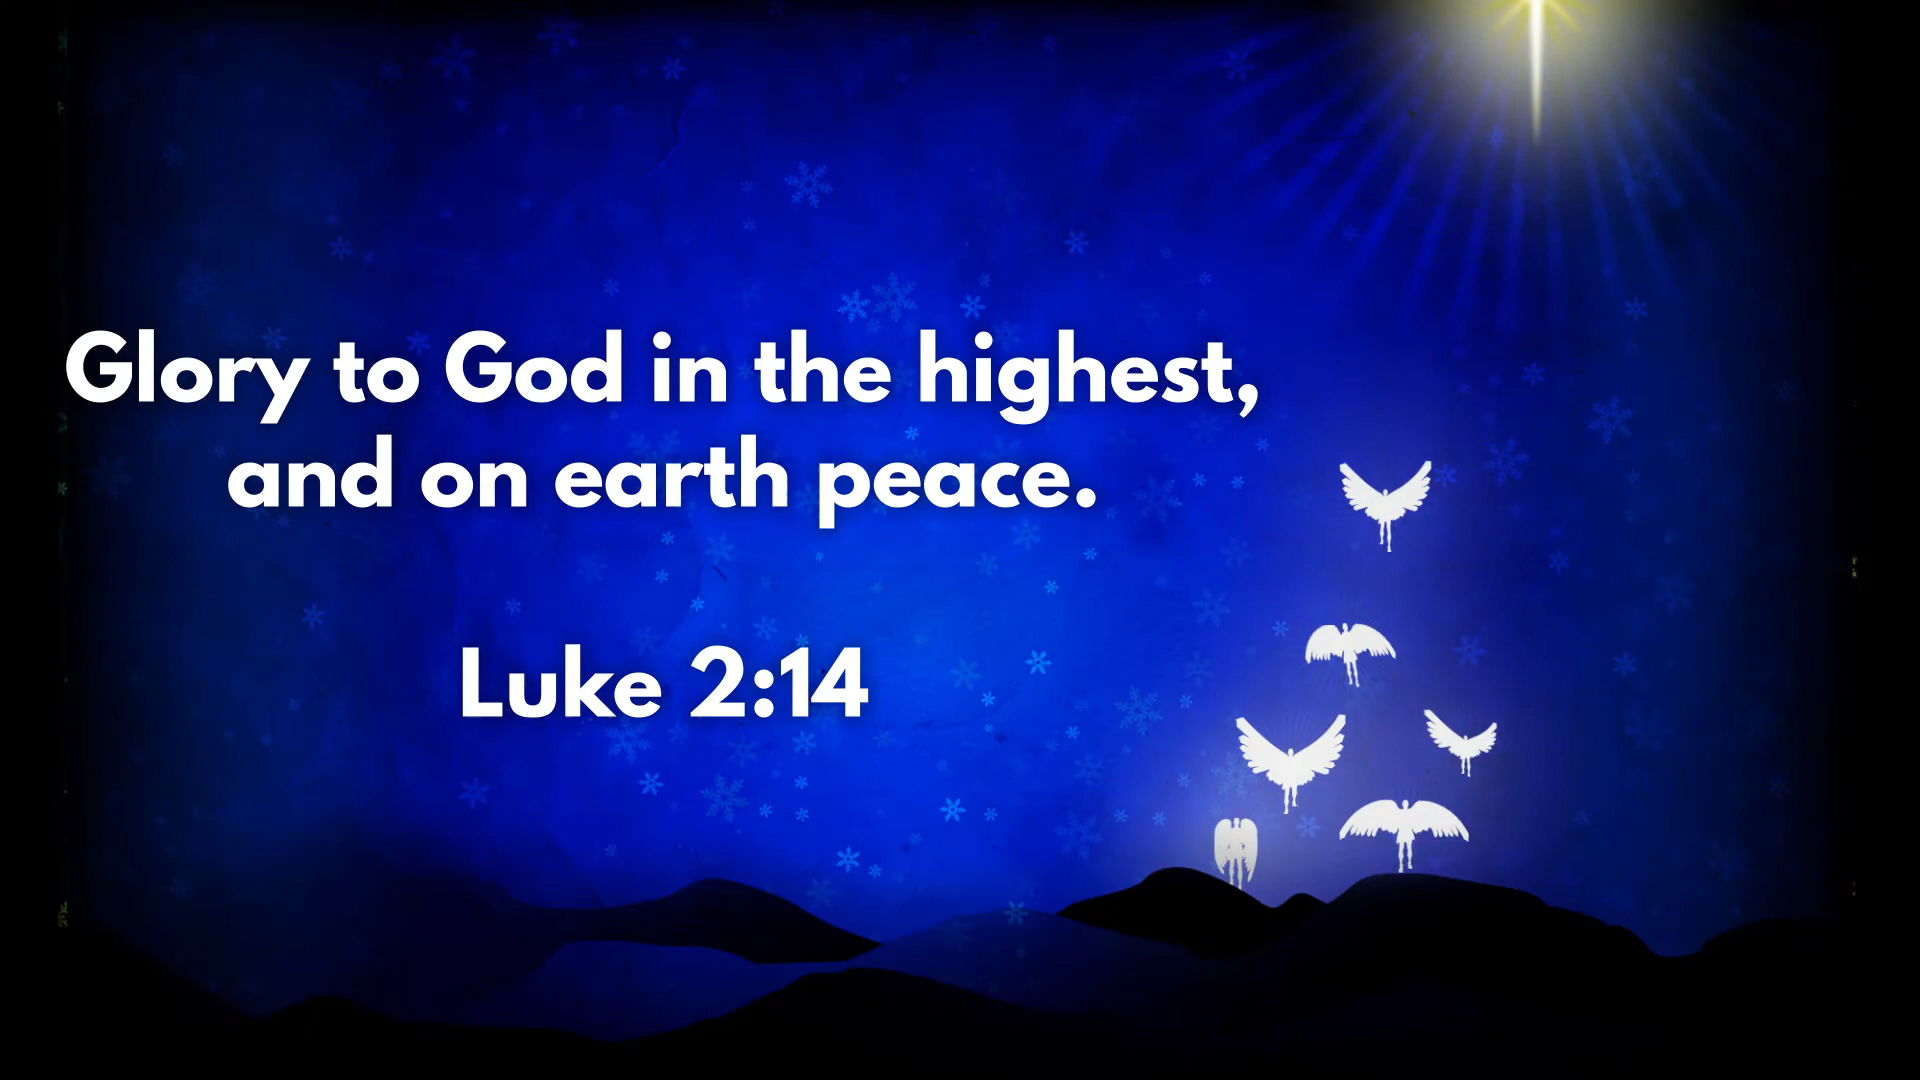 Glory to God in the highest,
and on earth peace.
Luke 2:14